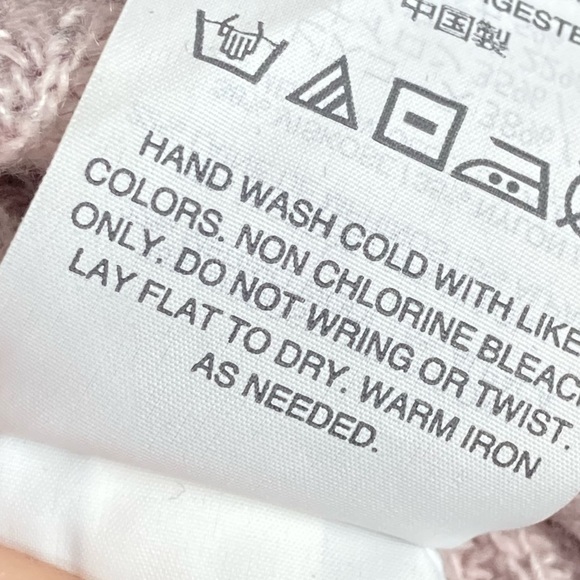 中国製
HAND WASH COLD WITH LIKE
COLORS. NON CHLORINE BLEACH
ONLY. DO NOT WRING OR TWIST.
LAY FLAT TO DRY. WARM IRON
AS NEEDED.